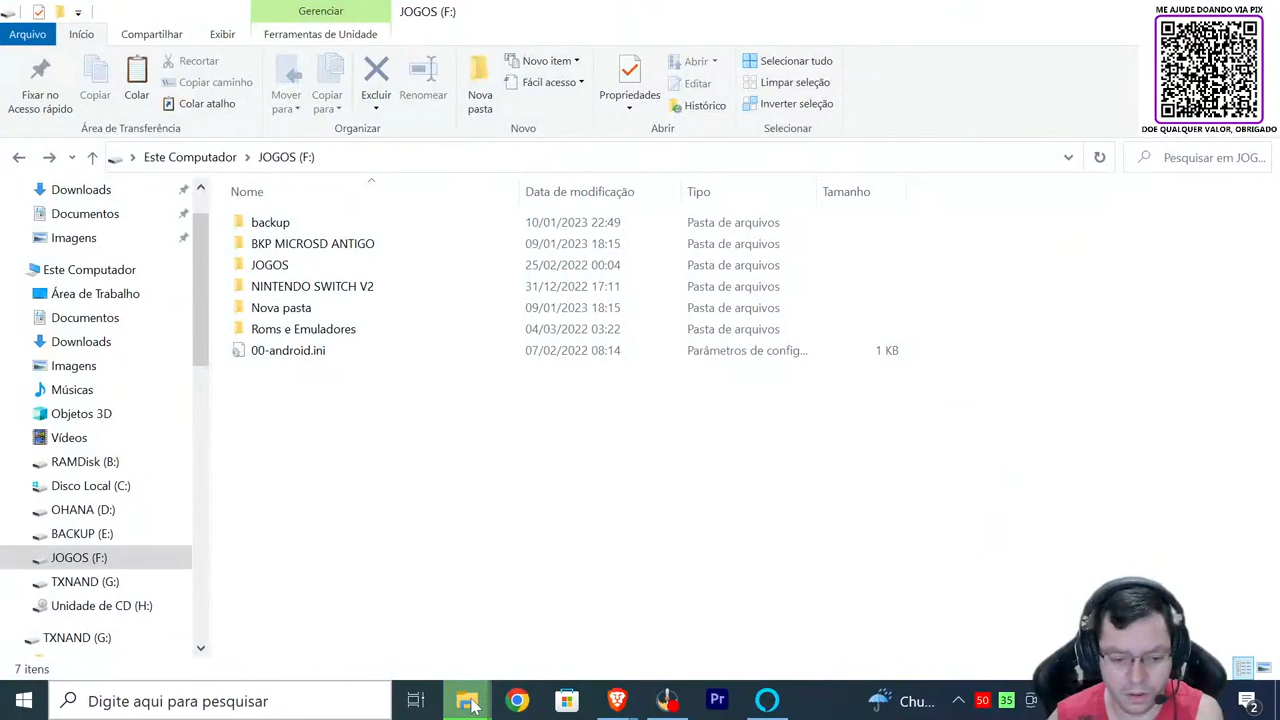 ME AJUDE DOANDO VIA PIX
DOE QUALQUER VALOR, OBRIGADO
Gerenciar
JOGOS (F:)
Arquivo
Início
Compartilhar
Exibir
Ferramentas de Unidade
Fixar no
Acesso rápido
Copiar
Colar
Recortar
Copiar caminho
Colar atalho
Área de Transferência
Mover
para
Copiar
para
Excluir
Renomear
Organizar
Nova
pasta
Novo item
Fácil acesso
Novo
Propriedades
Abrir
Editar
Histórico
Abrir
Selecionar tudo
Limpar seleção
Inverter seleção
Selecionar
Este Computador
JOGOS (F:)
Pesquisar em JOG...
Downloads
Documentos
Imagens
Este Computador
Área de Trabalho
Documentos
Downloads
Imagens
Músicas
Objetos 3D
Vídeos
RAMDisk (B:)
Disco Local (C:)
OHANA (D:)
BACKUP (E:)
JOGOS (F:)
TXNAND (G:)
Unidade de CD (H:)
TXNAND (G:)
Nome Data de modificação Tipo Tamanho
backup 10/01/2023 22:49 Pasta de arquivos
BKP MICROSD ANTIGO 09/01/2023 18:15 Pasta de arquivos
JOGOS 25/02/2022 00:04 Pasta de arquivos
NINTENDO SWITCH V2 31/12/2022 17:11 Pasta de arquivos
Nova pasta 09/01/2023 18:15 Pasta de arquivos
Roms e Emuladores 04/03/2022 03:22 Pasta de arquivos
00-android.ini 07/02/2022 08:14 Parâmetros de config... 1 KB
7 itens
Digite aqui para pesquisar
Pr
Chu...
50
35
2